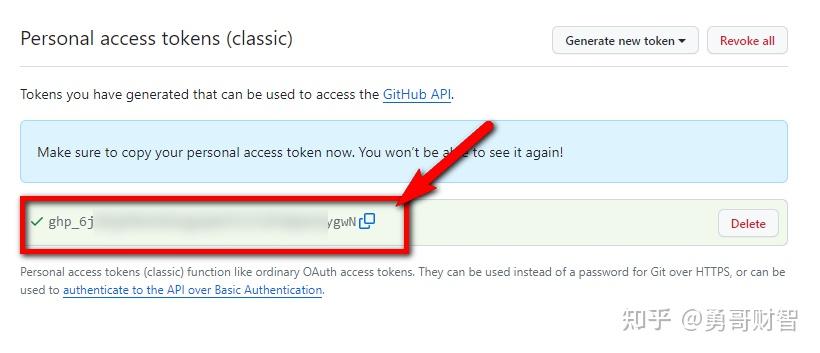 Personal access tokens (classic)
Generate new token
Revoke all
Tokens you have generated that can be used to access the GitHub API.
Make sure to copy your personal access token now. You won't be to see it again!
ghp_6j ygwN
Delete
Personal access tokens (classic) function like ordinary OAuth access tokens. They can be used instead of a password for Git over HTTPS, or can be
used to authenticate to the API over Basic Authentication.
知乎 @勇哥财智